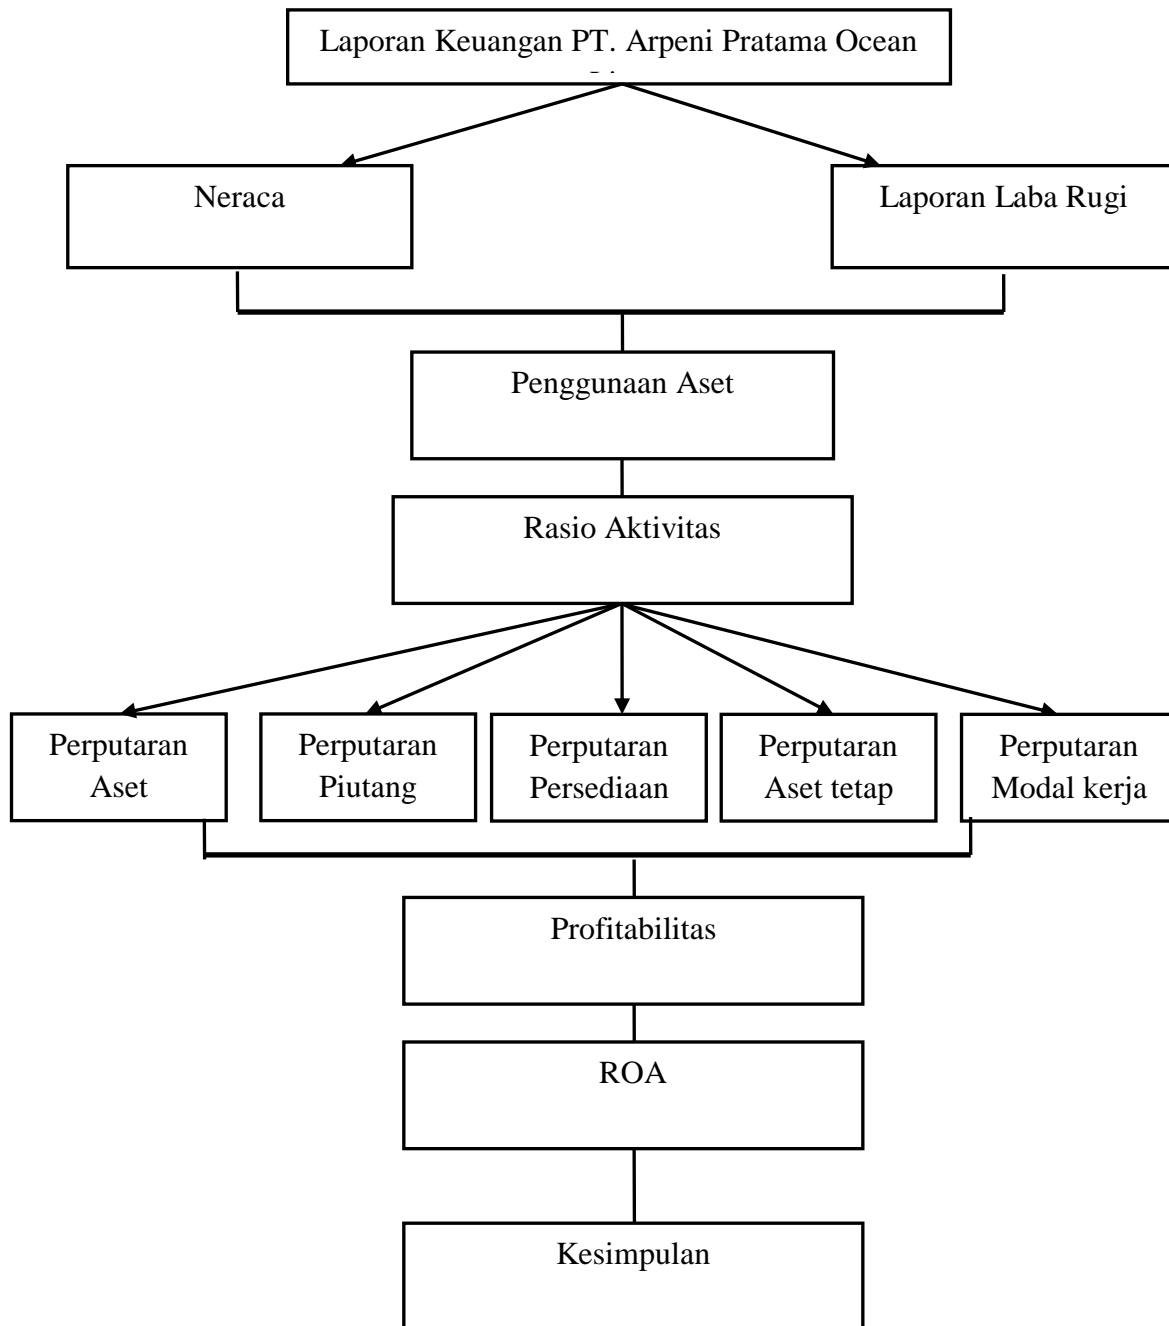 Laporan Keuangan PT. Arpeni Pratama Ocean
Neraca
Laporan Laba Rugi
Penggunaan Aset
Rasio Aktivitas
Perputaran
Aset
Perputaran
Piutang
Perputaran
Persediaan
Perputaran
Aset tetap
Perputaran
Modal kerja
Profitabilitas
ROA
Kesimpulan